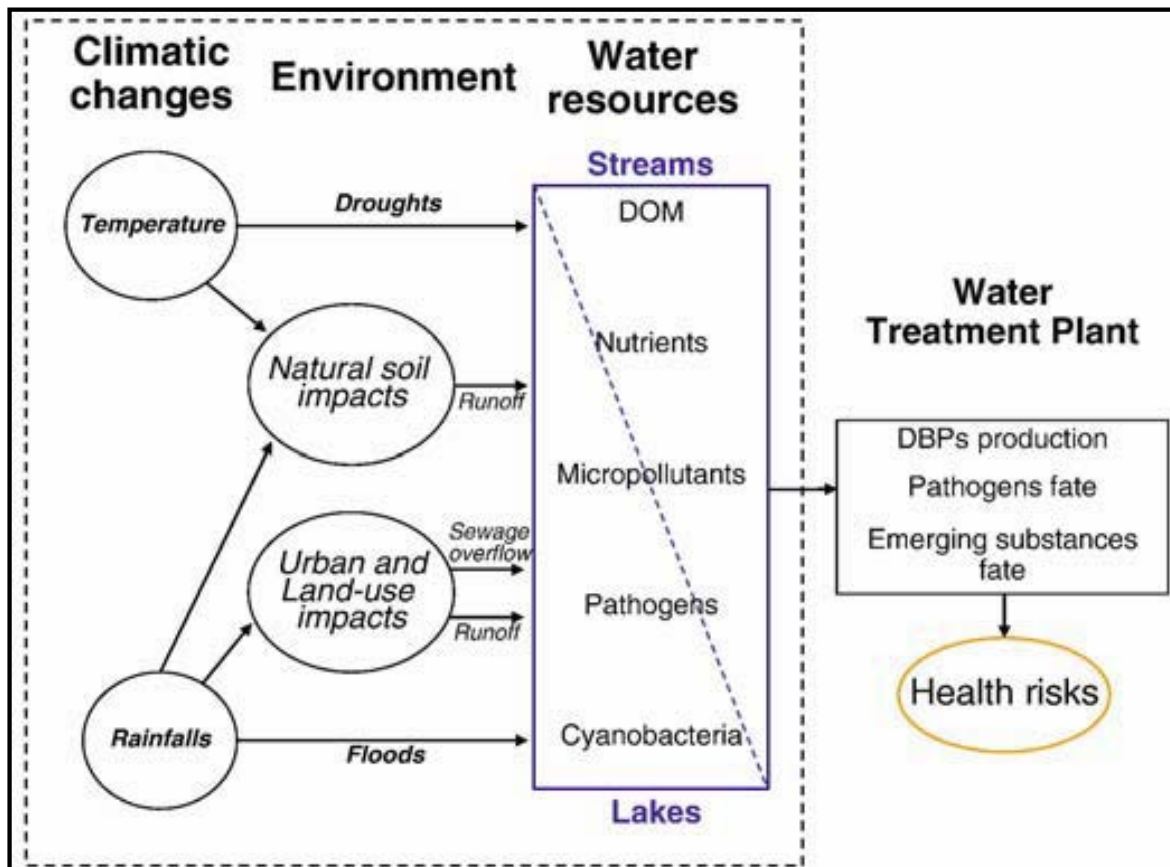 Climatic
changes
Environment
Water
resources
Streams
Temperature
Droughts
DOM
Natural soil
impacts
Runoff
Nutrients
Micropollutants
Urban and
Land-use
impacts
Sewage
overflow
Runoff
Pathogens
Rainfalls
Floods
Cyanobacteria
Lakes
Water
Treatment Plant
DBPs production
Pathogens fate
Emerging substances
fate
Health risks